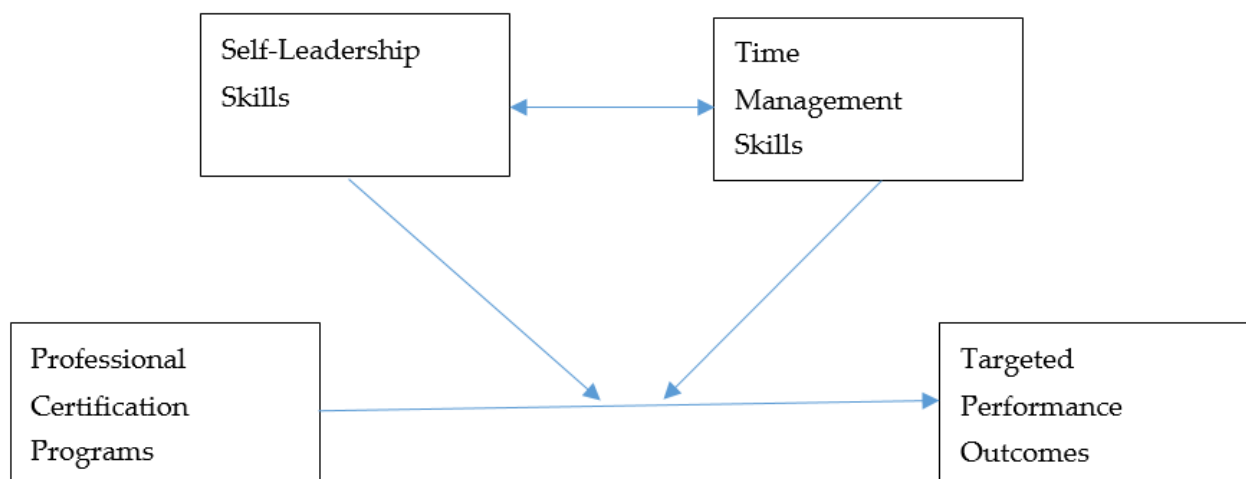 Self-Leadership
Skills
Time
Management
Skills
Professional
Certification
Programs
Targeted
Performance
Outcomes